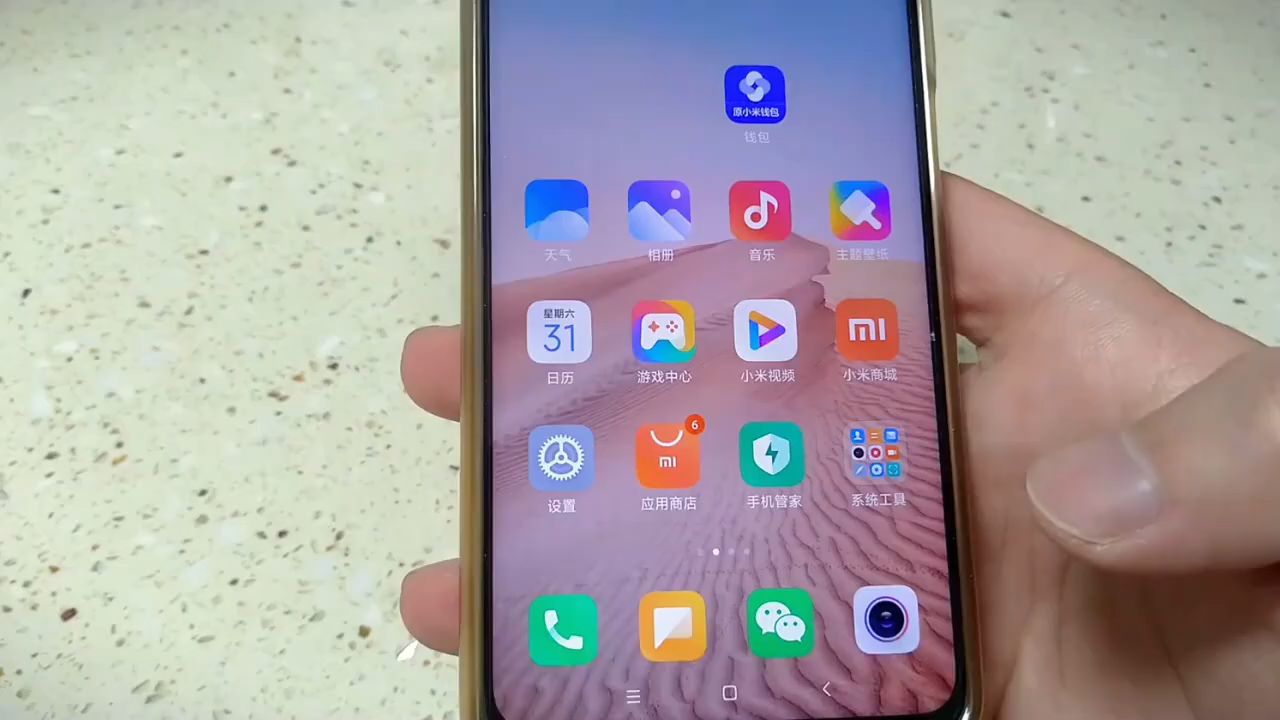 原小米钱包
钱包
天气
相册
音乐
主题壁纸
星期六
31
日历
游戏中心
小米视频
mi
小米商城
设置
6
mi
应用商店
手机管家
系统工具